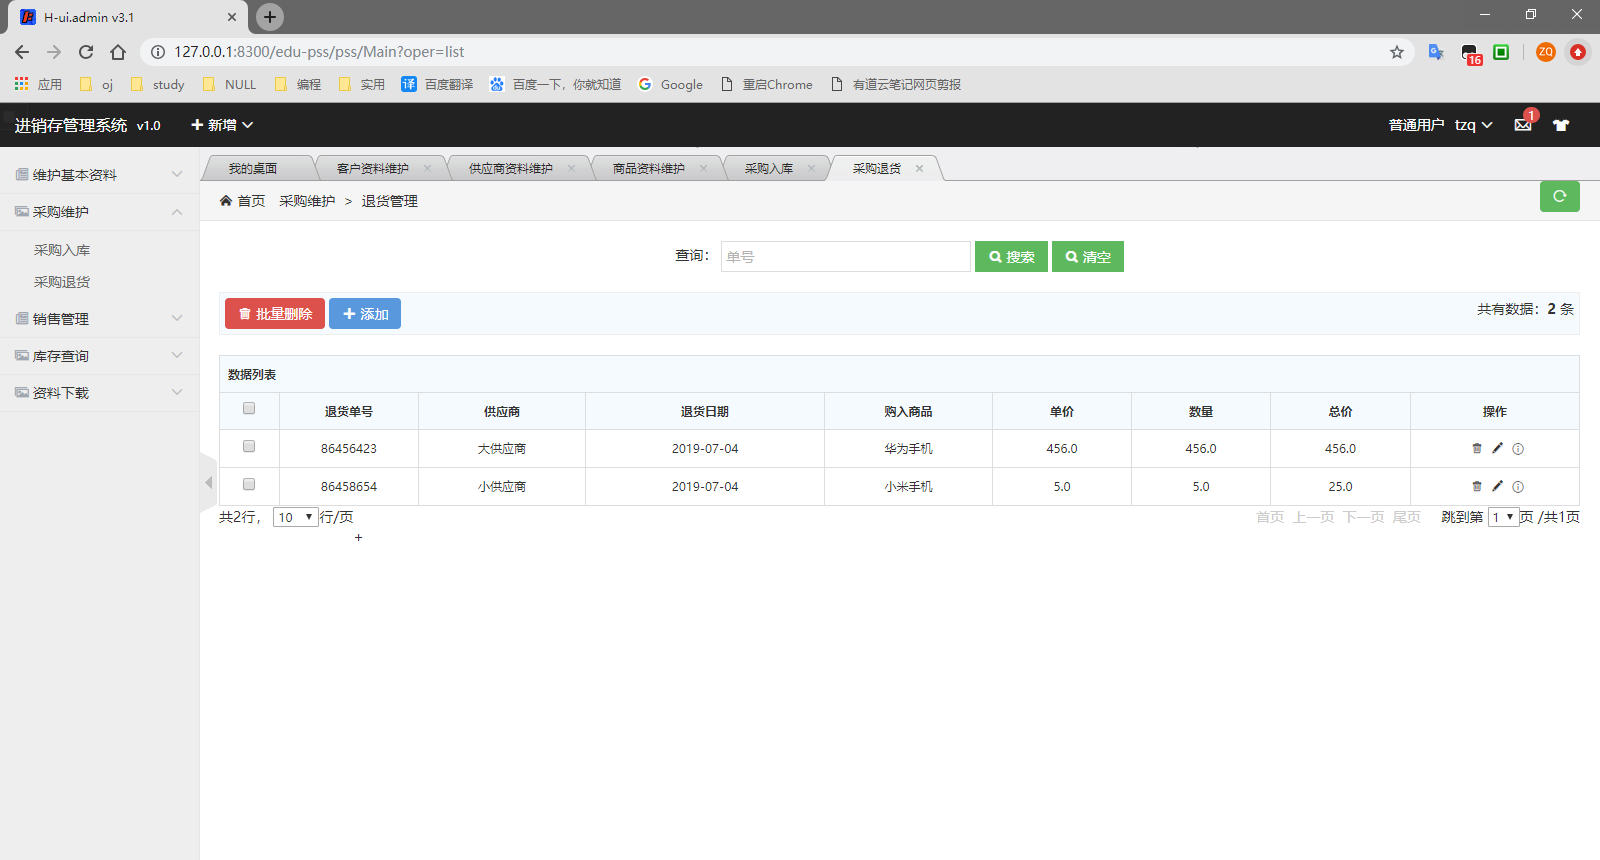 H-ui.admin v3.1
127.0.0.1:8300/edu-pss/pss/Main?oper=list
16
ZQ
应用 oj study NULL 编程 实用 译 百度翻译 百度一下，你就知道 Google 重启Chrome 有道云笔记网页剪报
进销存管理系统 v1.0 新增 普通用户 tzq 1
维护基本资料
采购维护
采购入库
采购退货
销售管理
库存查询
资料下载
我的桌面 客户资料维护 供应商资料维护 商品资料维护 采购入库 采购退货
首页 采购维护 > 退货管理
查询： 单号 搜索 清空
批量删除 添加 共有数据：2 条
数据列表
退货单号 供应商 退货日期 购入商品 单价 数量 总价 操作
86456423 大供应商 2019-07-04 华为手机 456.0 456.0 456.0
86458654 小供应商 2019-07-04 小米手机 5.0 5.0 25.0
共2行， 10 行/页 首页 上一页 下一页 尾页 跳到第 1 页 /共1页